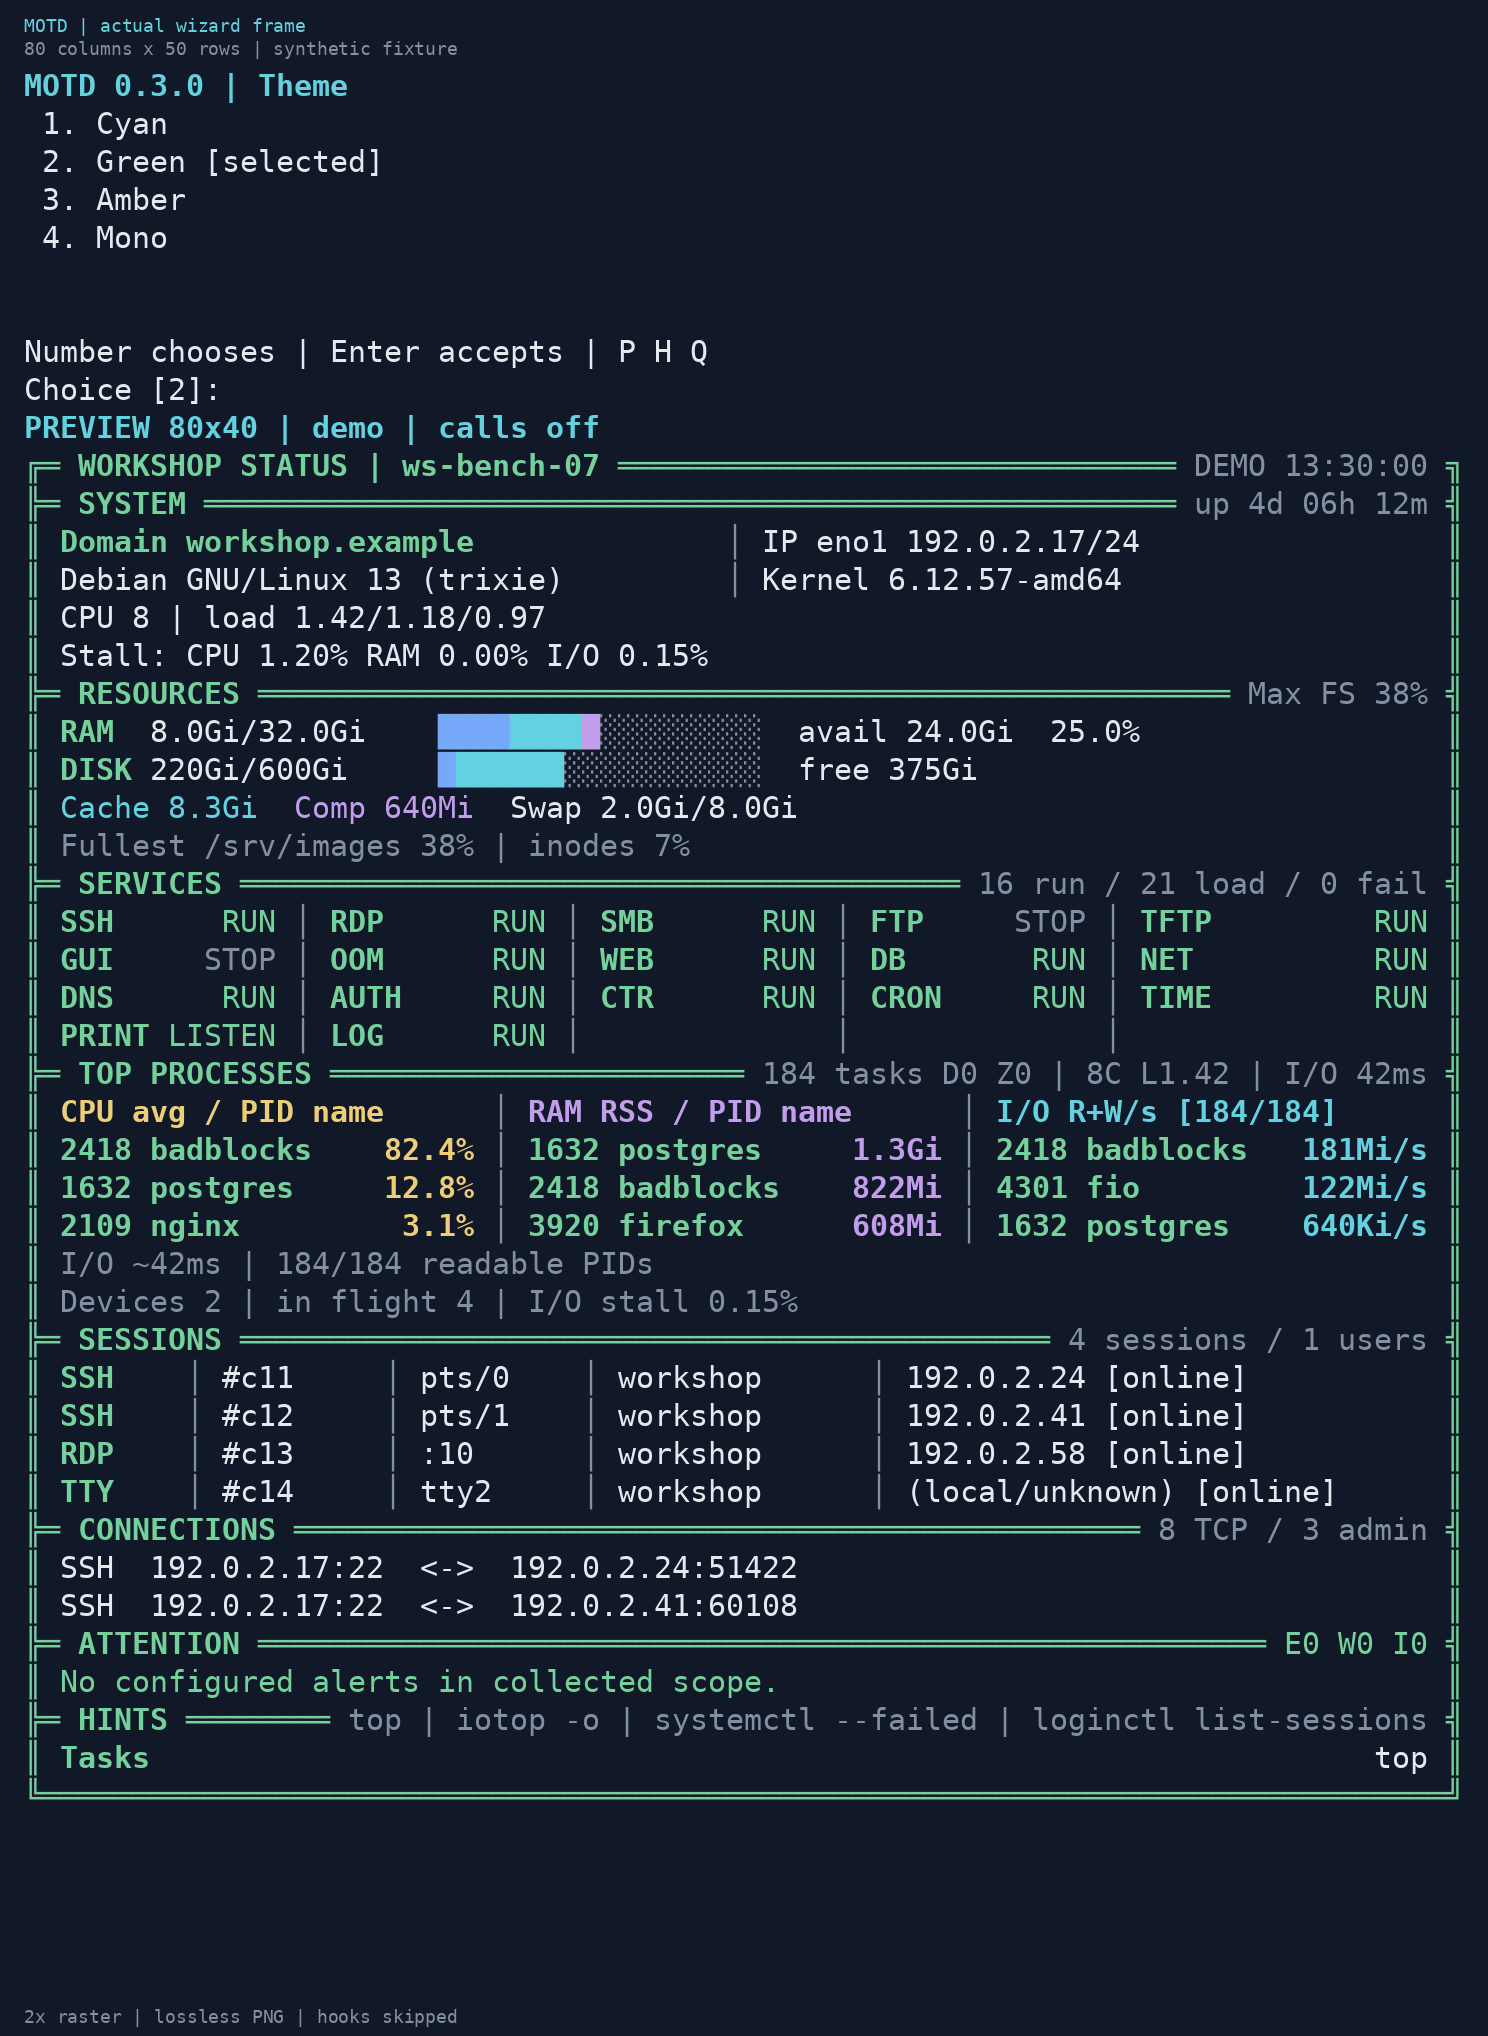 MOTD | actual wizard frame
80 columns x 50 rows | synthetic fixture
MOTD 0.3.0 | Theme
1. Cyan
2. Green [selected]
3. Amber
4. Mono
Number chooses | Enter accepts | P H Q
Choice [2]:
PREVIEW 80x40 | demo | calls off
WORKSHOP STATUS | ws-bench-07 DEMO 13:30:00
SYSTEM up 4d 06h 12m
Domain workshop.example │ IP eno1 192.0.2.17/24
Debian GNU/Linux 13 (trixie) │ Kernel 6.12.57-amd64
CPU 8 | load 1.42/1.18/0.97
Stall: CPU 1.20% RAM 0.00% I/O 0.15%
RESOURCES Max FS 38%
RAM 8.0Gi/32.0Gi avail 24.0Gi 25.0%
DISK 220Gi/600Gi free 375Gi
Cache 8.3Gi Comp 640Mi Swap 2.0Gi/8.0Gi
Fullest /srv/images 38% | inodes 7%
SERVICES 16 run / 21 load / 0 fail
SSH RUN │ RDP RUN │ SMB RUN │ FTP STOP │ TFTP RUN
GUI STOP │ OOM RUN │ WEB RUN │ DB RUN │ NET RUN
DNS RUN │ AUTH RUN │ CTR RUN │ CRON RUN │ TIME RUN
PRINT LISTEN │ LOG RUN │ │ │
TOP PROCESSES 184 tasks D0 Z0 | 8C L1.42 | I/O 42ms
CPU avg / PID name │ RAM RSS / PID name │ I/O R+W/s [184/184]
2418 badblocks 82.4% │ 1632 postgres 1.3Gi │ 2418 badblocks 181Mi/s
1632 postgres 12.8% │ 2418 badblocks 822Mi │ 4301 fio 122Mi/s
2109 nginx 3.1% │ 3920 firefox 608Mi │ 1632 postgres 640Ki/s
I/O ~42ms | 184/184 readable PIDs
Devices 2 | in flight 4 | I/O stall 0.15%
SESSIONS 4 sessions / 1 users
SSH │ #c11 │ pts/0 │ workshop │ 192.0.2.24 [online]
SSH │ #c12 │ pts/1 │ workshop │ 192.0.2.41 [online]
RDP │ #c13 │ :10 │ workshop │ 192.0.2.58 [online]
TTY │ #c14 │ tty2 │ workshop │ (local/unknown) [online]
CONNECTIONS 8 TCP / 3 admin
SSH 192.0.2.17:22 <-> 192.0.2.24:51422
SSH 192.0.2.17:22 <-> 192.0.2.41:60108
ATTENTION E0 W0 I0
No configured alerts in collected scope.
HINTS top | iotop -o | systemctl --failed | loginctl list-sessions
Tasks top
2x raster | lossless PNG | hooks skipped